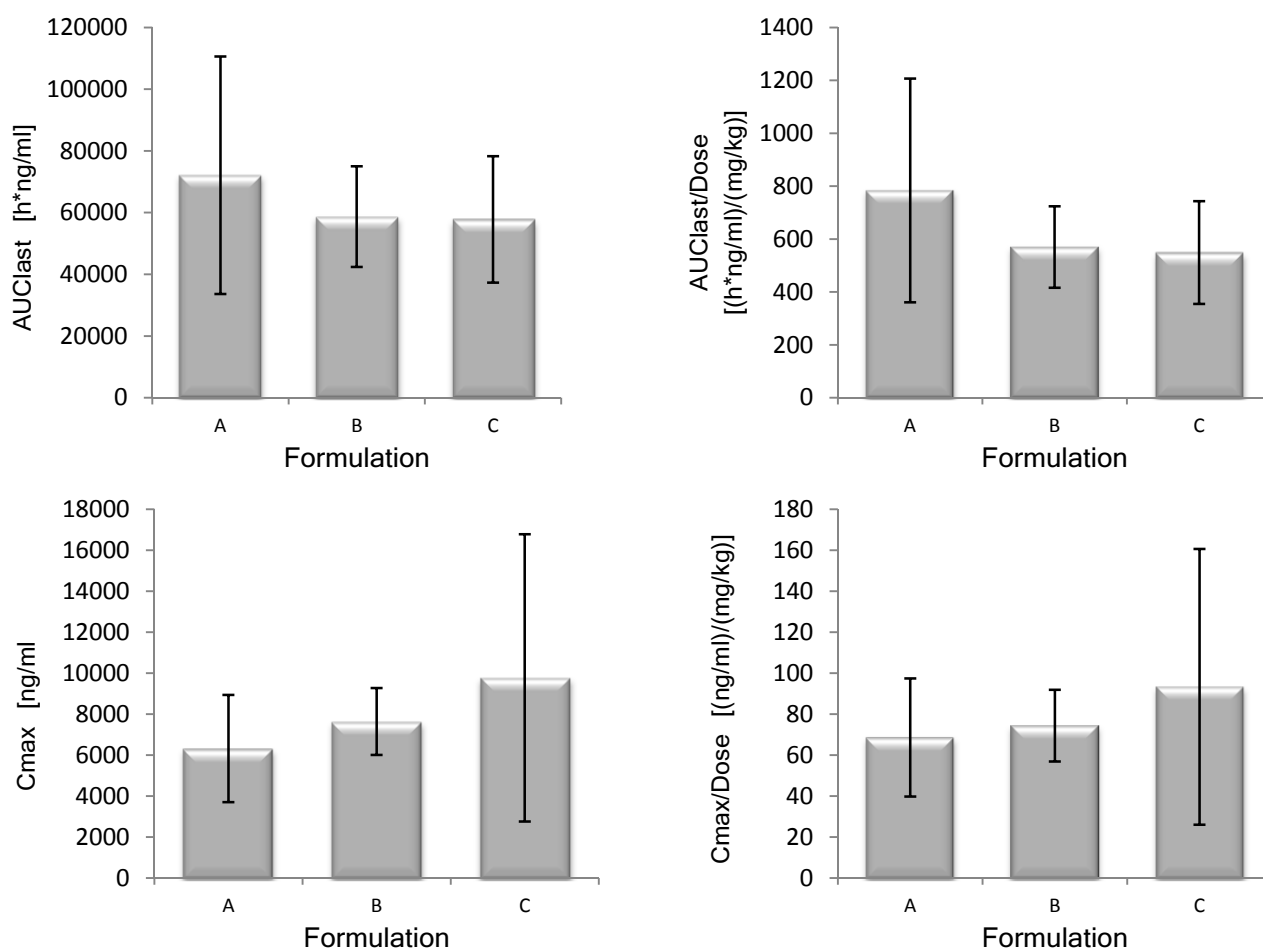 120000
100000
80000
60000
40000
20000
0
AUClast [h*ng/ml]
A B C
Formulation
1400
1200
1000
800
600
400
200
0
AUClast/Dose
[(h*ng/ml)/(mg/kg)]
A B C
Formulation
18000
16000
14000
12000
10000
8000
6000
4000
2000
0
Cmax [ng/ml]
A B C
Formulation
180
160
140
120
100
80
60
40
20
0
Cmax/Dose [(ng/ml)/(mg/kg)]
A B C
Formulation